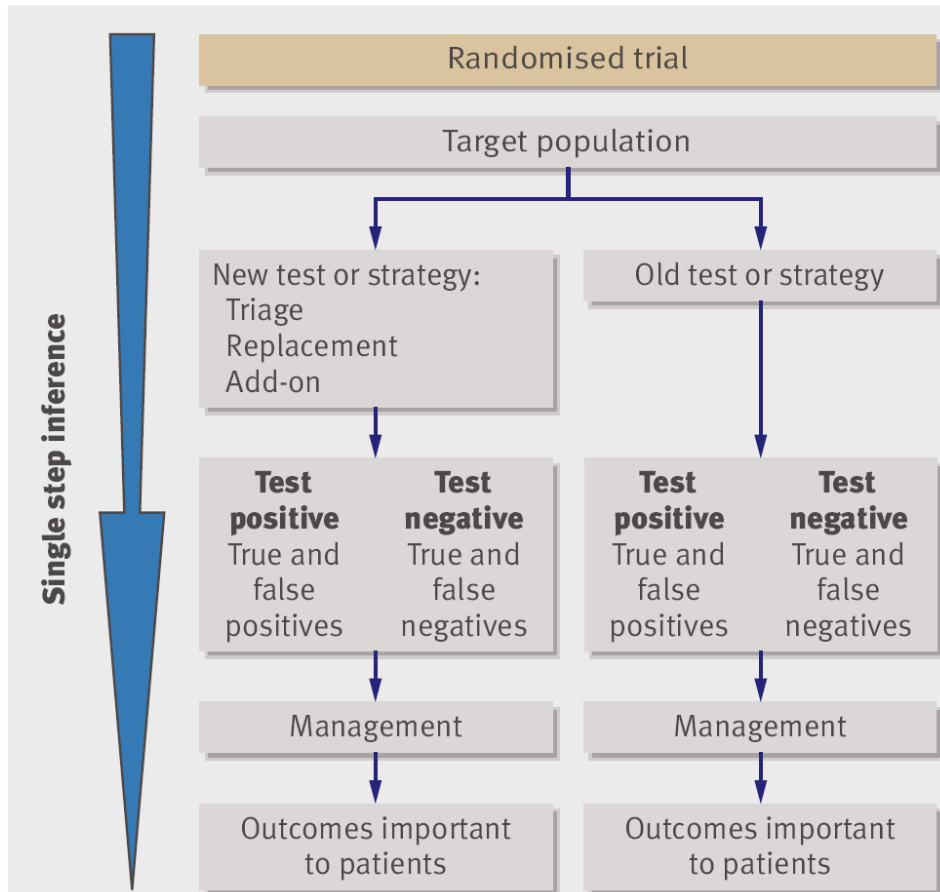 Randomised trial
Target population
New test or strategy:
Triage
Replacement
Add-on
Old test or strategy
Single step inference
Test
positive
True and
false
positives
Test
negative
True and
false
negatives
Test
positive
True and
false
positives
Test
negative
True and
false
negatives
Management
Management
Outcomes important
to patients
Outcomes important
to patients